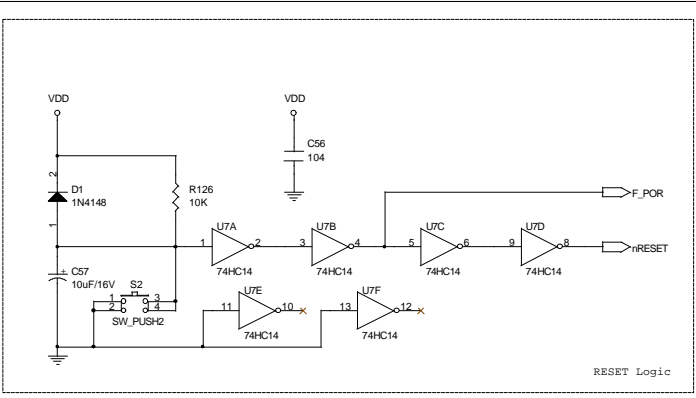 VDD
VDD
C56
104
2
D1
1N4148
1
R126
10K
F_POR
U7A
1
2
74HC14
U7B
3
4
74HC14
U7C
5
6
74HC14
U7D
9
8
74HC14
nRESET
+
C57
10uF/16V
S2
1
2
3
4
SW_PUSH2
U7E
11
10
74HC14
U7F
13
12
74HC14
RESET Logic